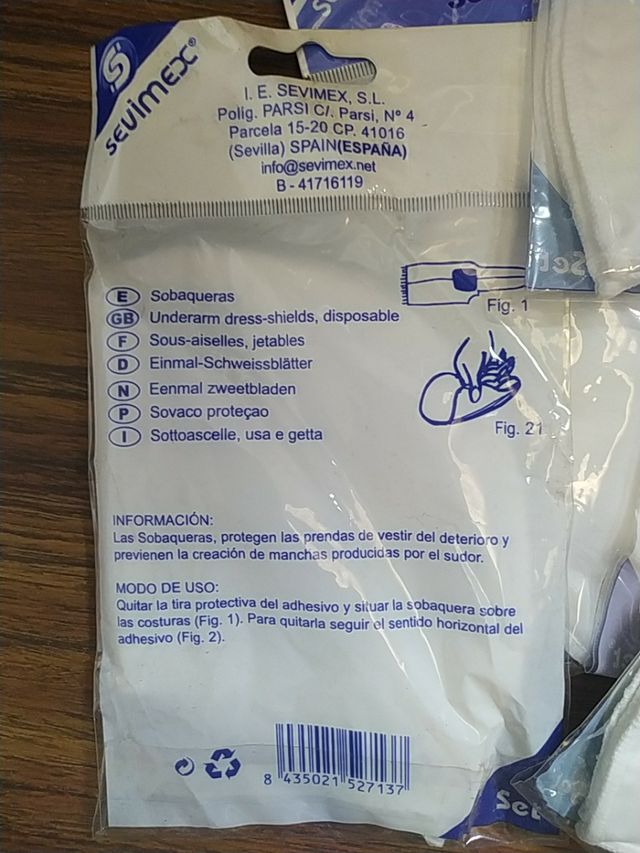 SEVIMEX®
I. E. SEVIMEX, S.L.
Polig. PARSI C/. Parsi, Nº 4
Parcela 15-20 CP. 41016
(Sevilla) SPAIN(ESPAÑA)
info@sevimex.net
B - 41716119
E Sobaqueras
GB Underarm dress-shields, disposable
F Sous-aiselles, jetables
D Einmal-Schweissblätter
N Eenmal zweetbladen
P Sovaco proteçao
I Sottoascelle, usa e getta
Fig. 1
Fig. 21
INFORMACIÓN:
Las Sobaqueras, protegen las prendas de vestir del deterioro y
previenen la creación de manchas producidas por el sudor.
MODO DE USO:
Quitar la tira protectiva del adhesivo y situar la sobaquera sobre
las costuras (Fig. 1). Para quitarla seguir el sentido horizontal del
adhesivo (Fig. 2).
8 435021 527137
Set